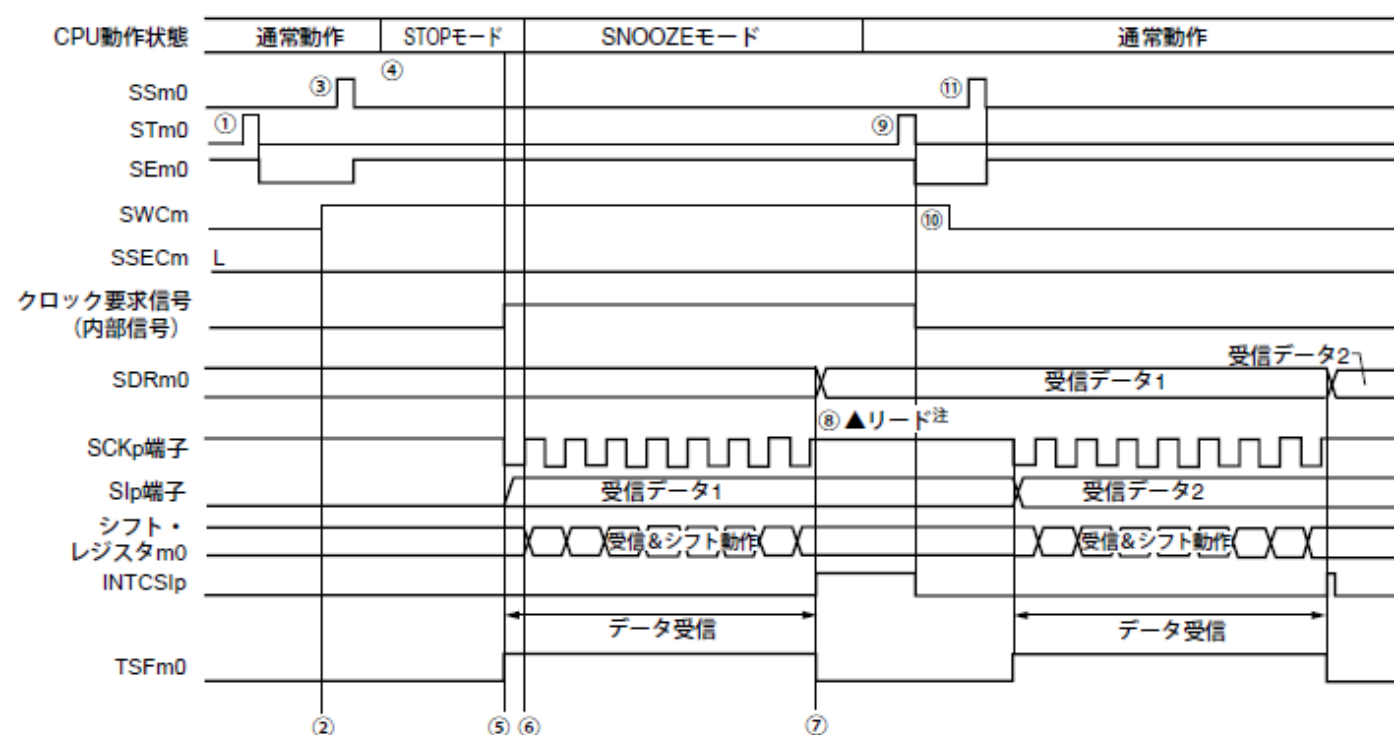 CPU動作状態 通常動作 STOPモード SNOOZEモード 通常動作
④
SSm0 ③ ⑪
STm0 ① ⑨
SEm0
SWCm ⑩
SSECm L
クロック要求信号
(内部信号)
受信データ2
SDRm0 受信データ1
⑧ ▲リード注
SCKp端子
SIp端子 受信データ1 受信データ2
シフト・
レジスタm0 受信&シフト動作 受信&シフト動作
INTCSIp
データ受信 データ受信
TSFm0
② ⑤ ⑥ ⑦